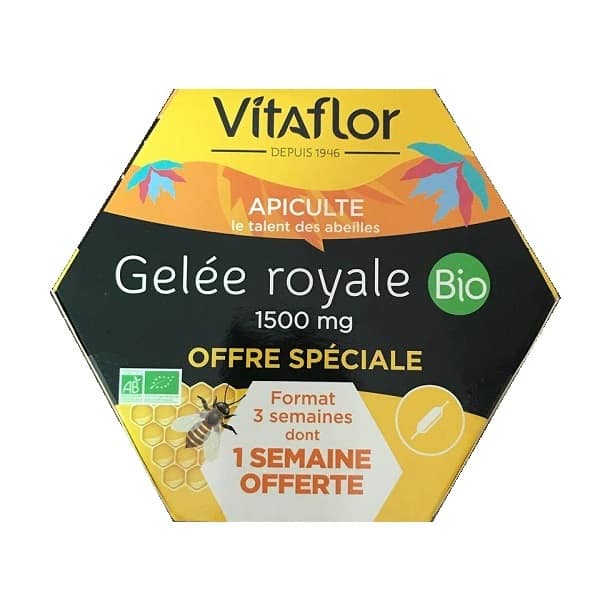 Vitaflor
DEPUIS 1946
APICULTE
le talent des abeilles
Gelée royale Bio
1500 mg
OFFRE SPÉCIALE
AB
Format
3 semaines
dont
1 SEMAINE
OFFERTE